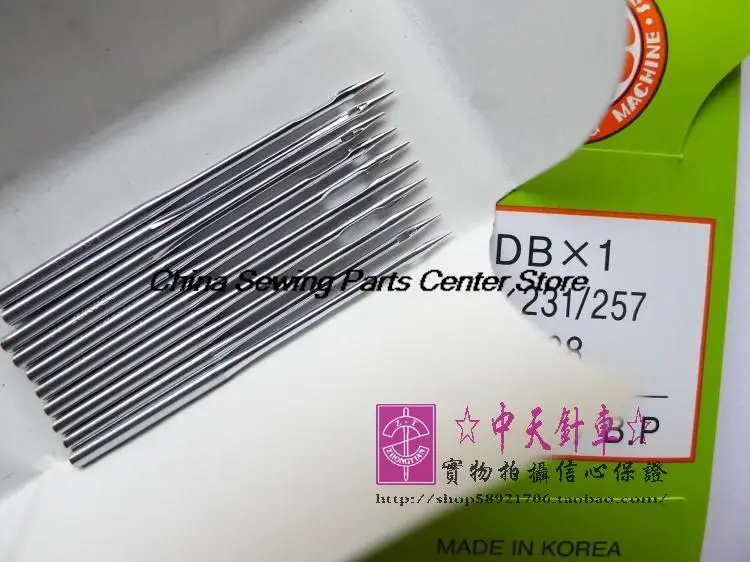 MACHINE
DB×1
/231/257
China Sewing Parts Center Store
B.P
Z.T
ZHONGTIAN
☆中天針車☆
實物拍攝信心保證
http://shop58921706.taobao.com/
MADE IN KOREA